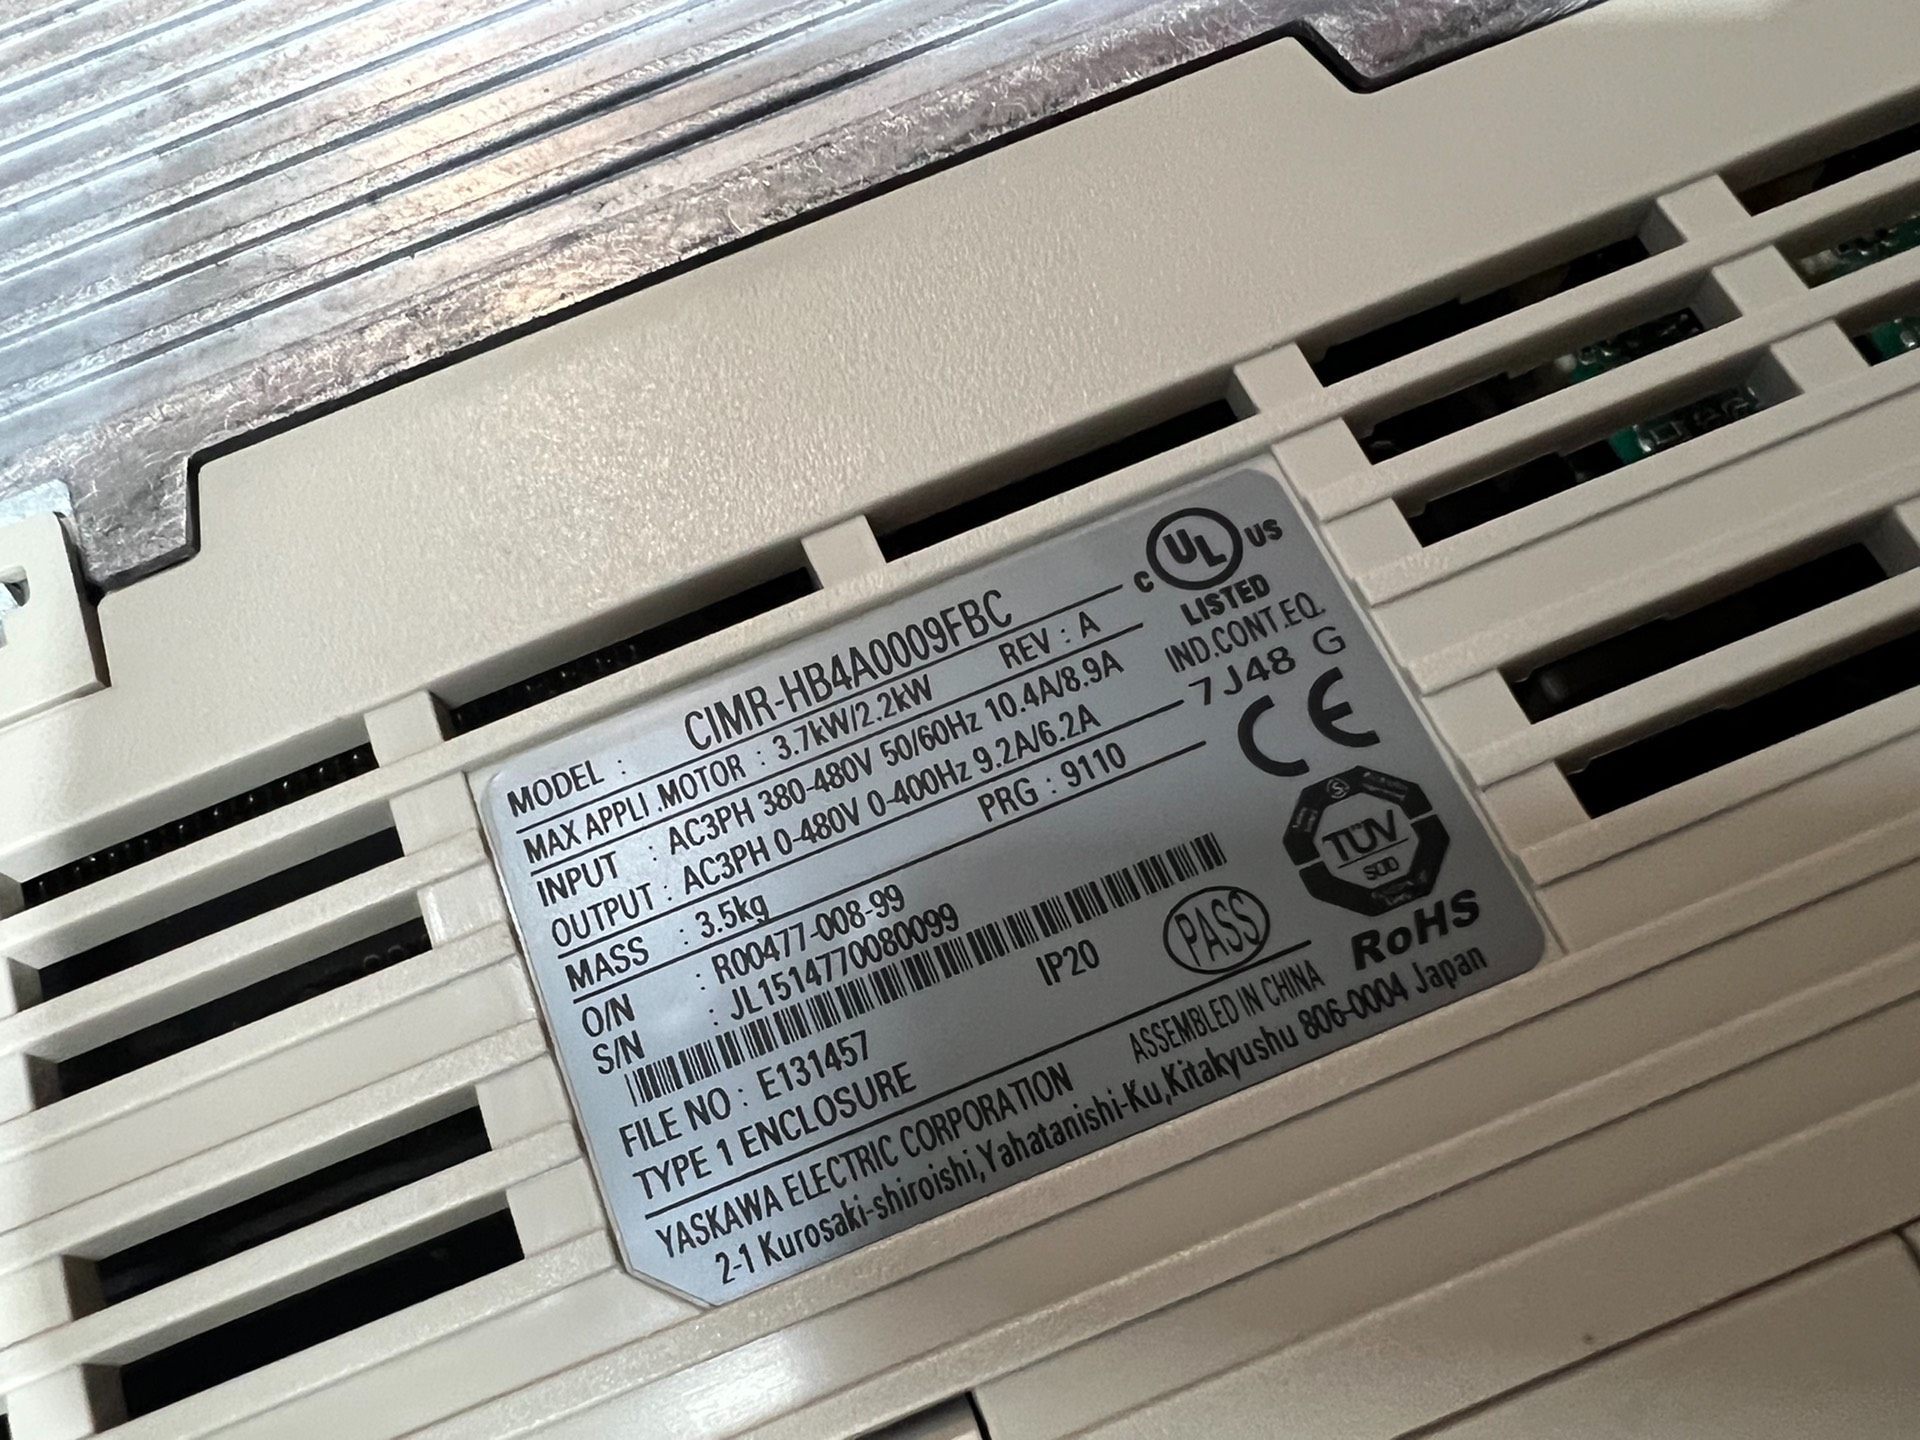 MODEL : CIMR-HB4A0009FBC
MAX APPLI .MOTOR : 3.7kW/2.2kW REV : A
INPUT : AC3PH 380-480V 50/60Hz 10.4A/8.9A
OUTPUT : AC3PH 0-480V 0-400Hz 9.2A/6.2A
MASS : 3.5kg PRG : 9110
O/N : R00477-008-99
S/N : JL1514770080099
FILE NO : E131457 IP20
TYPE 1 ENCLOSURE
PASS
YASKAWA ELECTRIC CORPORATION ASSEMBLED IN CHINA
2-1 Kurosaki-shiroishi,Yahatanishi-Ku,Kitakyushu 806-0004 Japan
C UL US
LISTED
IND.CONT.EQ.
7J48 G
CE
TÜV
SÜD
RoHS